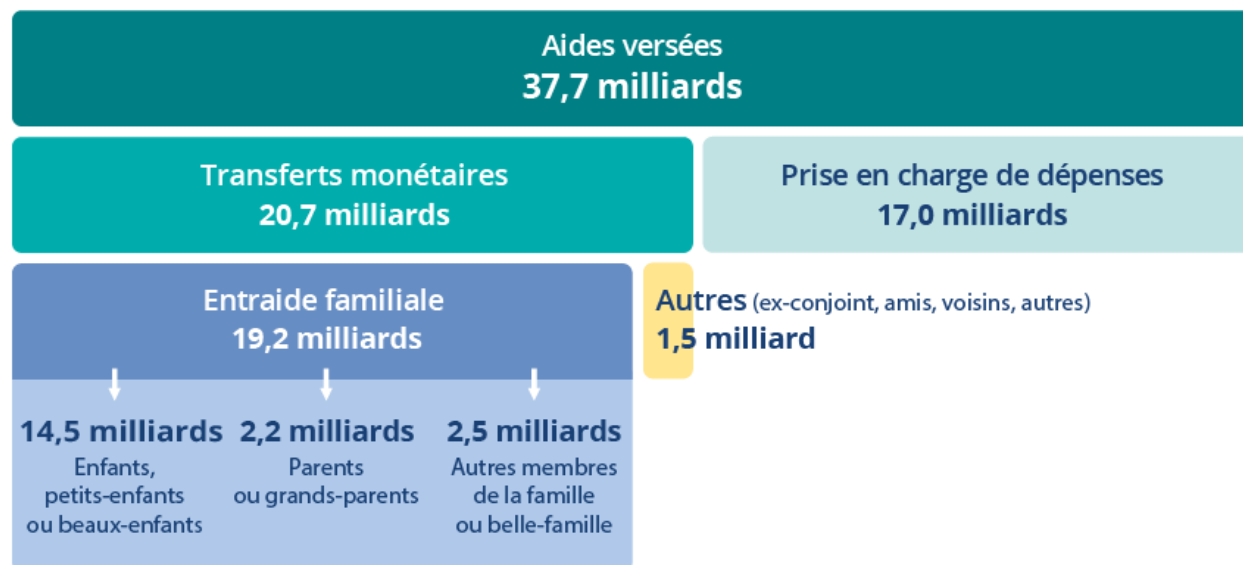 Aides versées
37,7 milliards
Transferts monétaires
20,7 milliards
Prise en charge de dépenses
17,0 milliards
Entraide familiale
19,2 milliards
Autres (ex-conjoint, amis, voisins, autres)
1,5 milliard
14,5 milliards
Enfants,
petits-enfants
ou beaux-enfants
2,2 milliards
Parents
ou grands-parents
2,5 milliards
Autres membres
de la famille
ou belle-famille